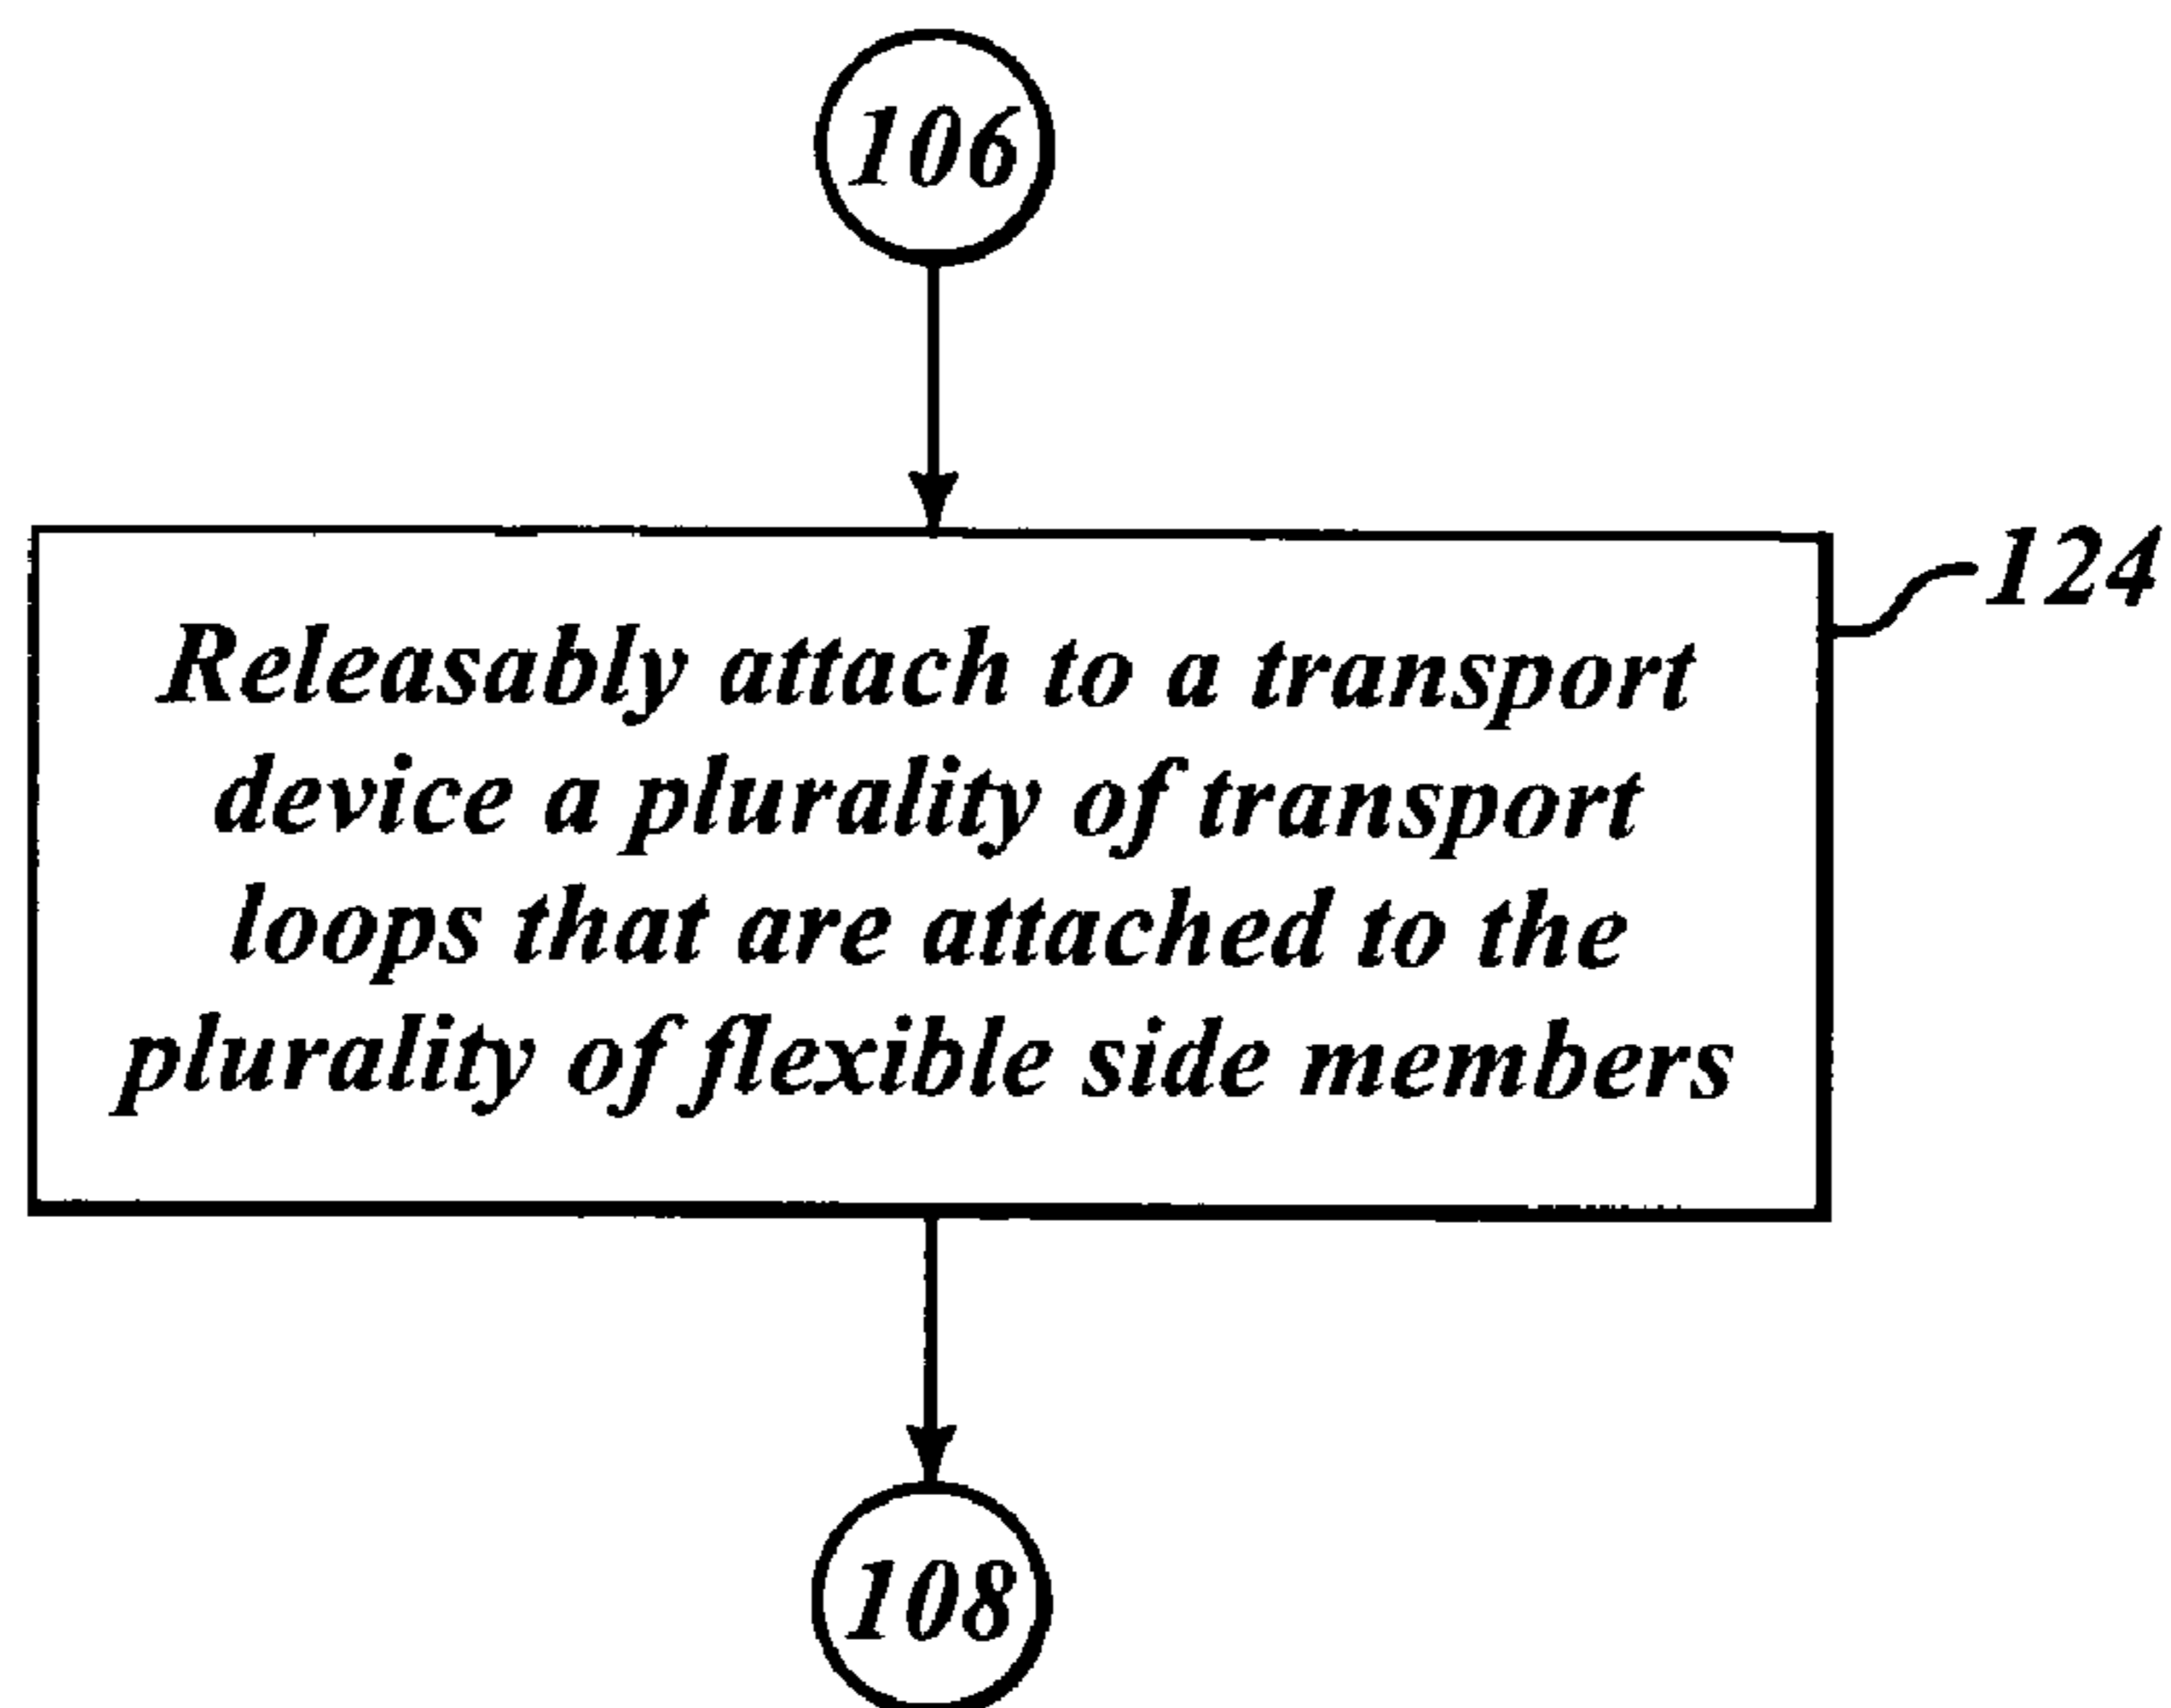 106
124
Releasably attach to a transport
device a plurality of transport
loops that are attached to the
plurality of flexible side members
108